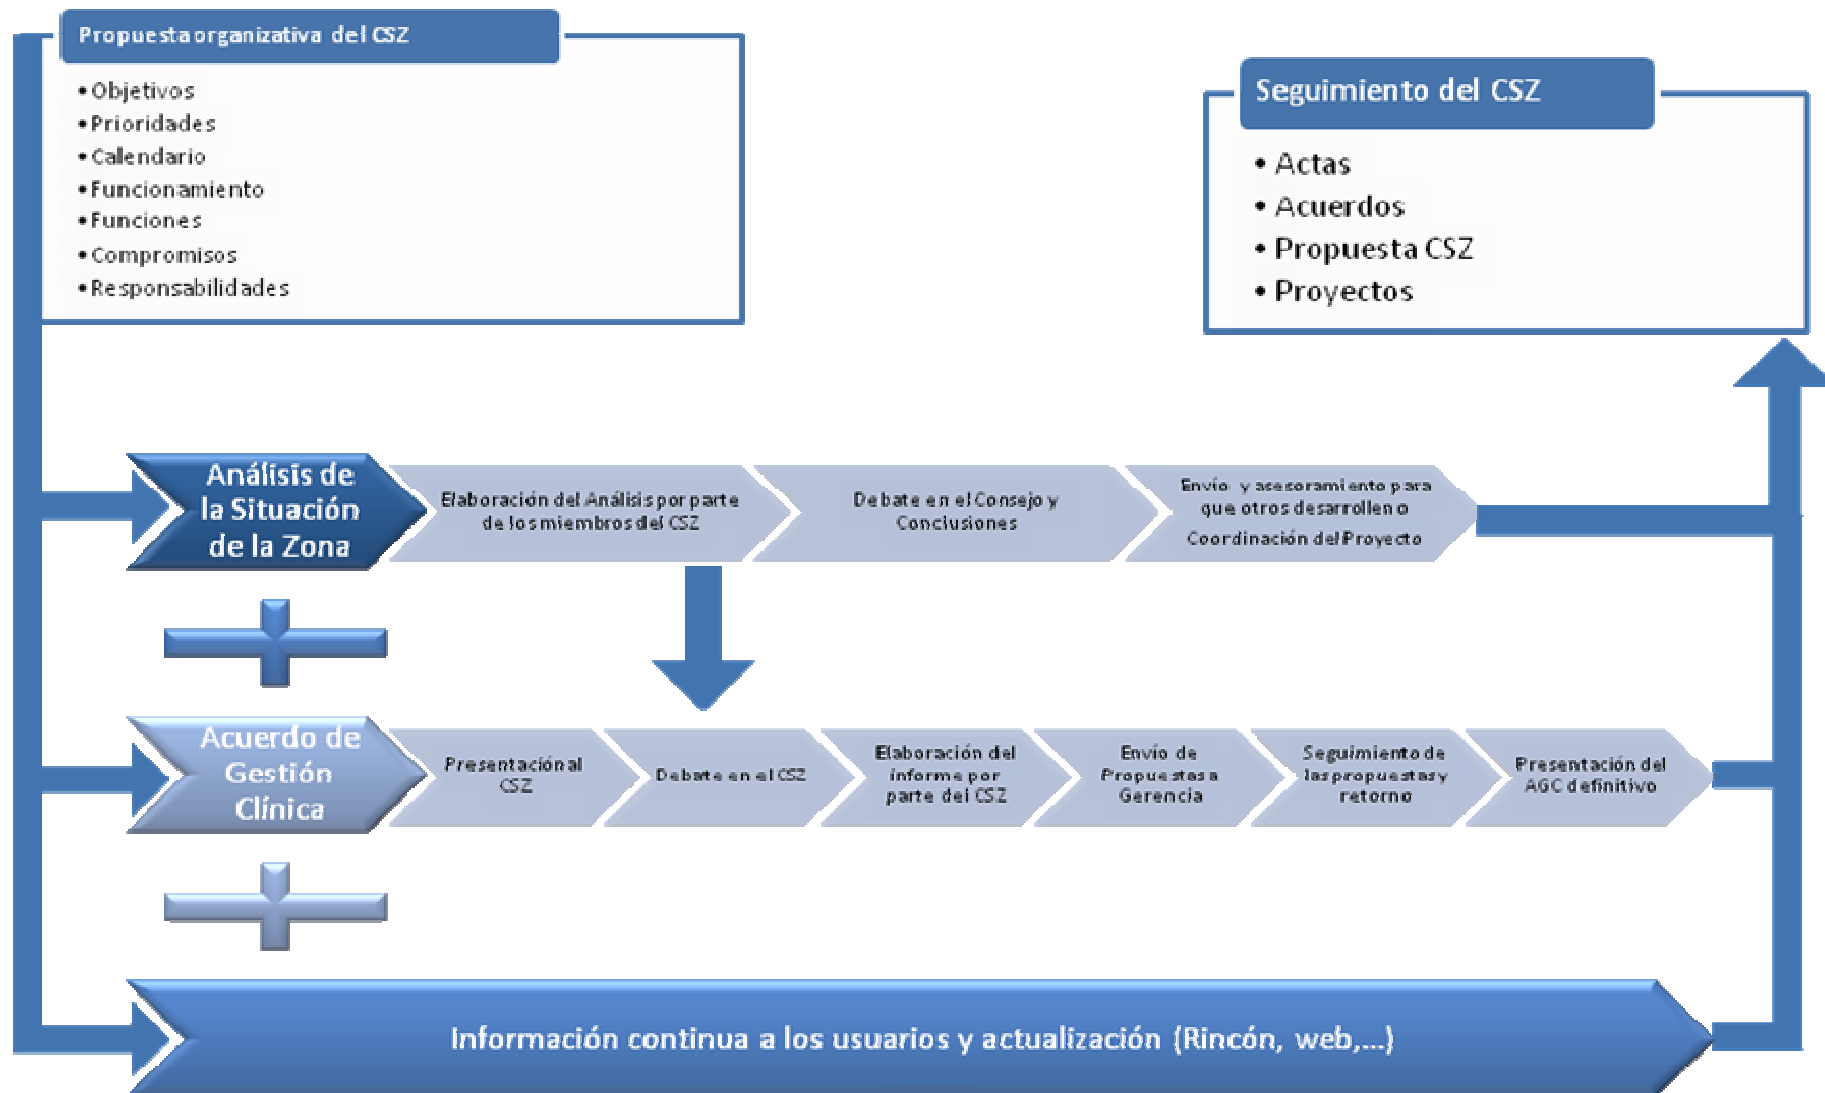 Propuesta organizativa del CSZ
• Objetivos
• Prioridades
• Calendario
• Funcionamiento
• Funciones
• Compromisos
• Responsabilidades
Seguimiento del CSZ
• Actas
• Acuerdos
• Propuesta CSZ
• Proyectos
Análisis de
la Situación
de la Zona
Elaboración del Análisis por parte
de los miembros del CSZ
Debate en el Consejo y
Conclusiones
Envío y asesoramiento para
que otros desarrollen o
Coordinación del Proyecto
Acuerdo de
Gestión
Clínica
Presentación al
CSZ
Debate en el CSZ
Elaboración del
informe por
parte del CSZ
Envío de
Propuestas a
Gerencia
Seguimiento de
las propuestas y
retorno
Presentación del
AGC definitivo
Información continua a los usuarios y actualización (Rincón, web,...)